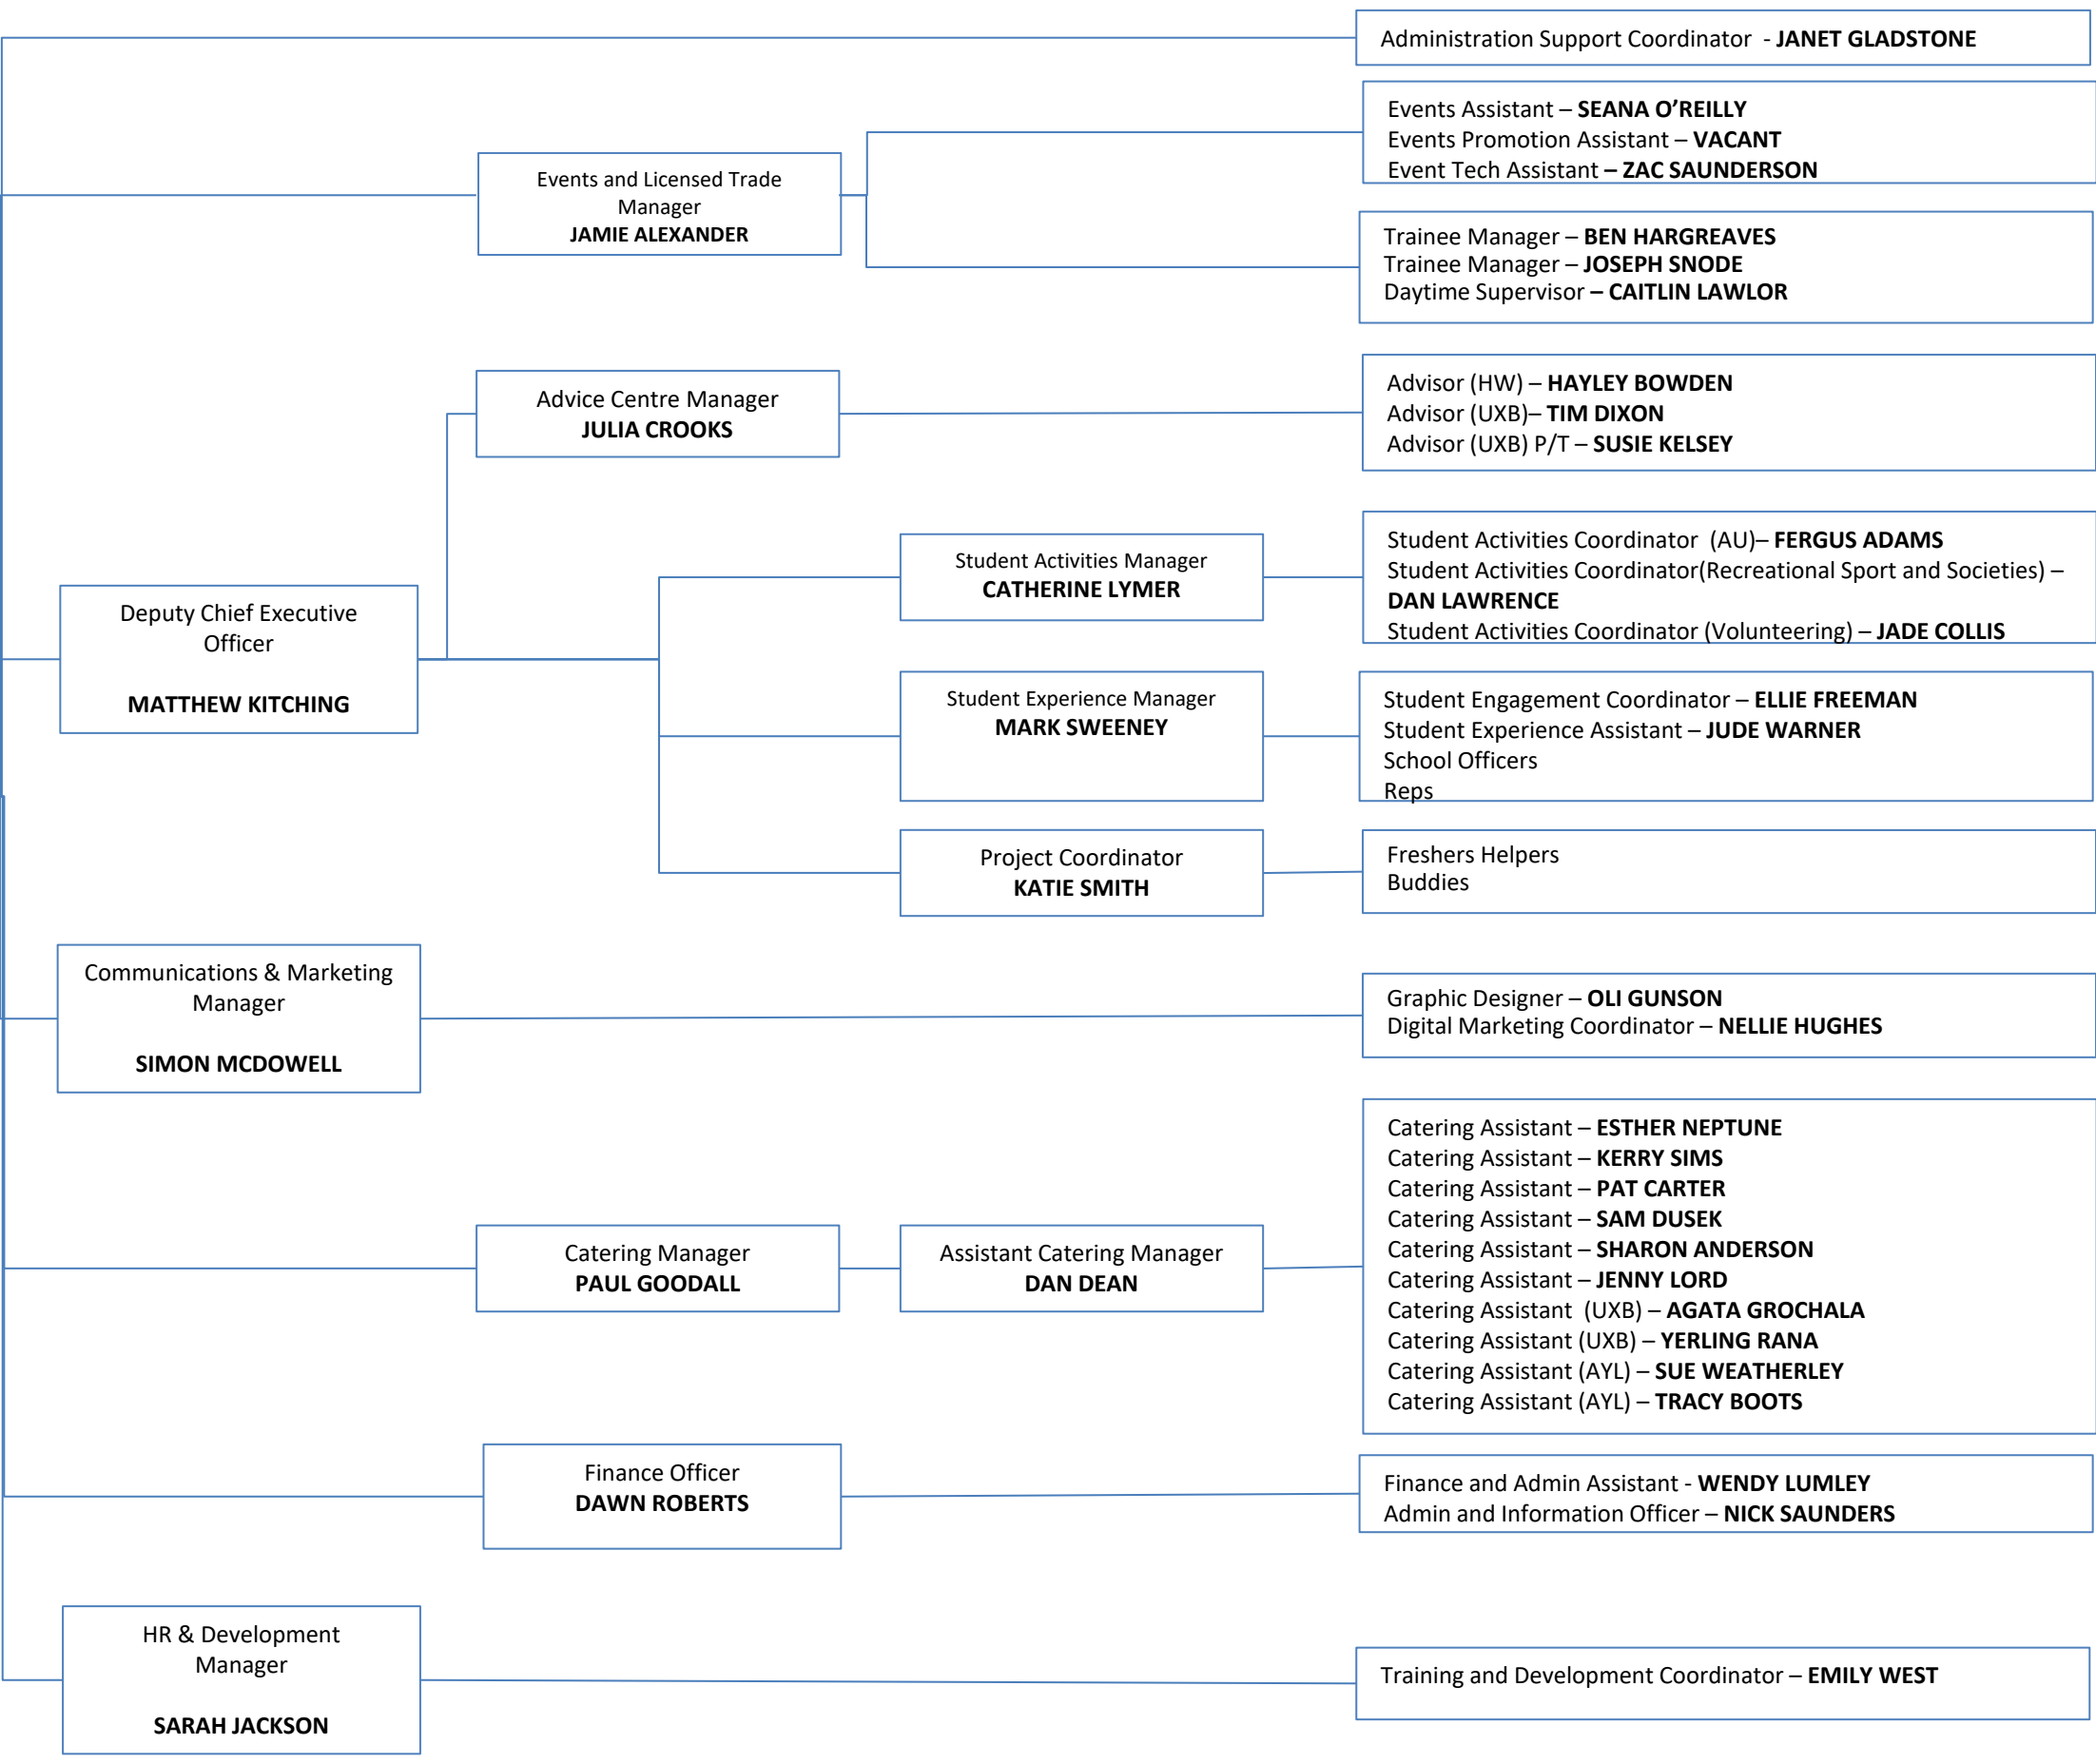 Administration Support Coordinator - JANET GLADSTONE
Events Assistant – SEANA O’REILLY
Events Promotion Assistant – VACANT
Event Tech Assistant – ZAC SAUNDERSON
Events and Licensed Trade
Manager
JAMIE ALEXANDER
Trainee Manager – BEN HARGREAVES
Trainee Manager – JOSEPH SNODE
Daytime Supervisor – CAITLIN LAWLOR
Advice Centre Manager
JULIA CROOKS
Advisor (HW) – HAYLEY BOWDEN
Advisor (UXB)– TIM DIXON
Advisor (UXB) P/T – SUSIE KELSEY
Student Activities Manager
CATHERINE LYMER
Student Activities Coordinator (AU)– FERGUS ADAMS
Student Activities Coordinator(Recreational Sport and Societies) –
DAN LAWRENCE
Student Activities Coordinator (Volunteering) – JADE COLLIS
Deputy Chief Executive
Officer
MATTHEW KITCHING
Student Experience Manager
MARK SWEENEY
Student Engagement Coordinator – ELLIE FREEMAN
Student Experience Assistant – JUDE WARNER
School Officers
Reps
Project Coordinator
KATIE SMITH
Freshers Helpers
Buddies
Communications & Marketing
Manager
SIMON MCDOWELL
Graphic Designer – OLI GUNSON
Digital Marketing Coordinator – NELLIE HUGHES
Catering Manager
PAUL GOODALL
Assistant Catering Manager
DAN DEAN
Catering Assistant – ESTHER NEPTUNE
Catering Assistant – KERRY SIMS
Catering Assistant – PAT CARTER
Catering Assistant – SAM DUSEK
Catering Assistant – SHARON ANDERSON
Catering Assistant – JENNY LORD
Catering Assistant (UXB) – AGATA GROCHALA
Catering Assistant (UXB) – YERLING RANA
Catering Assistant (AYL) – SUE WEATHERLEY
Catering Assistant (AYL) – TRACY BOOTS
Finance Officer
DAWN ROBERTS
Finance and Admin Assistant - WENDY LUMLEY
Admin and Information Officer – NICK SAUNDERS
HR & Development
Manager
SARAH JACKSON
Training and Development Coordinator – EMILY WEST